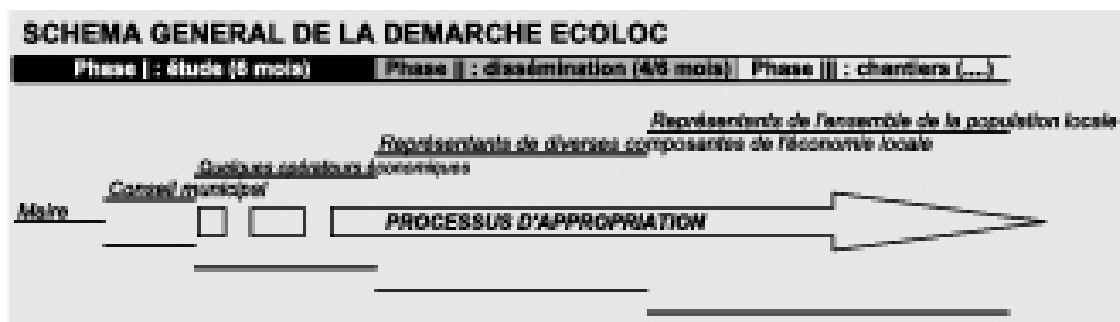 SCHEMA GENERAL DE LA DEMARCHE ECOLOC
Phase I : étude (6 mois) Phase II : dissémination (4/6 mois) Phase III : chantiers (....)
Représentants de l'ensemble de la population locale
Représentants de diverses composantes de l'économie locale
Quelques opérateurs économiques
Conseil municipal
Maire
PROCESSUS D'APPROPRIATION